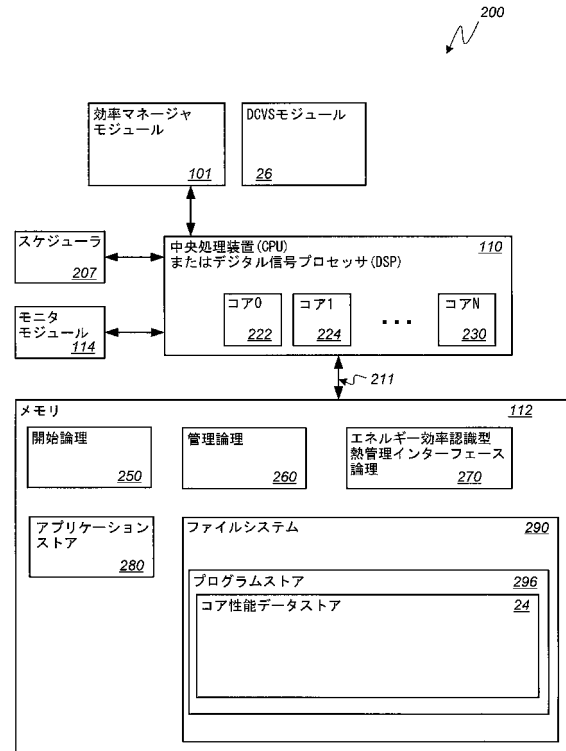 200
効率マネージャ
モジュール
101
DCVSモジュール
26
スケジューラ
207
モニタ
モジュール
114
中央処理装置(CPU)
またはデジタル信号プロセッサ(DSP)
110
コア0
222
コア1
224
...
コアN
230
211
メモリ
112
開始論理
250
管理論理
260
エネルギー効率認識型
熱管理インターフェース
論理
270
アプリケーション
ストア
280
ファイルシステム
290
プログラムストア
296
コア性能データストア
24